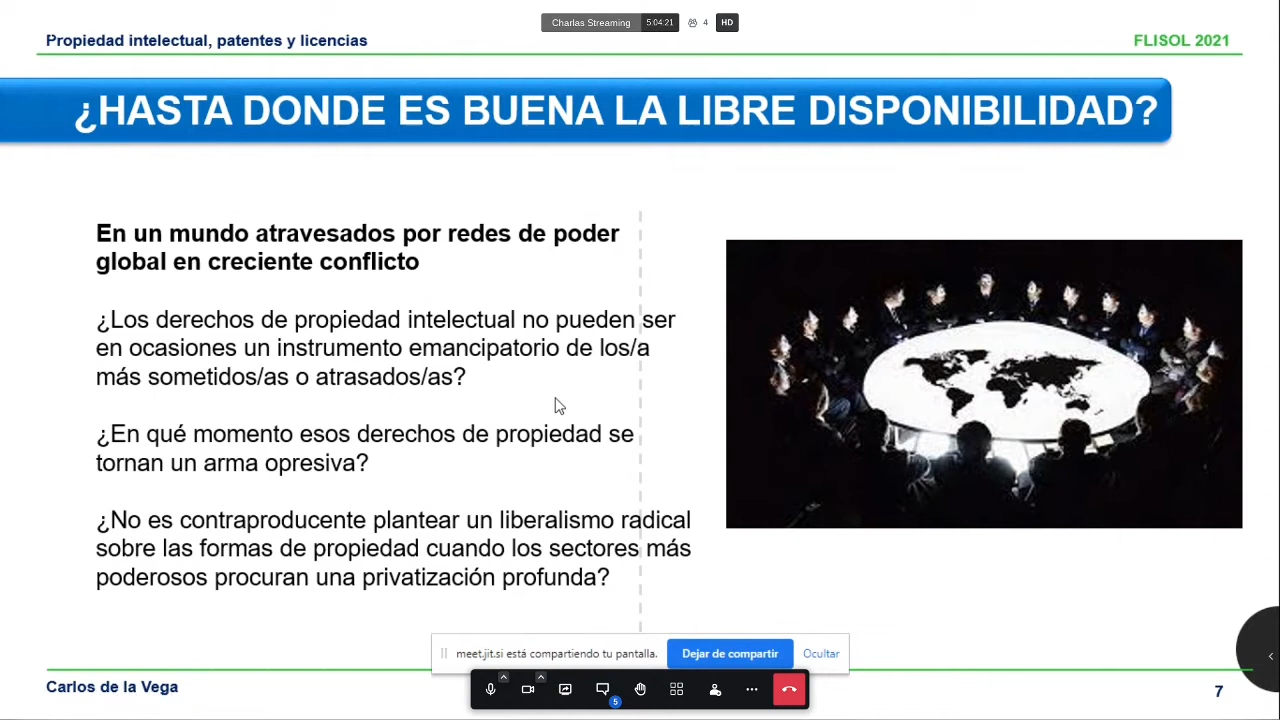 Charlas Streaming 5:04:21 4 HD
Propiedad intelectual, patentes y licencias
FLISOL 2021
¿HASTA DONDE ES BUENA LA LIBRE DISPONIBILIDAD?
En un mundo atravesados por redes de poder
global en creciente conflicto
¿Los derechos de propiedad intelectual no pueden ser
en ocasiones un instrumento emancipatorio de los/a
más sometidos/as o atrasados/as?
¿En qué momento esos derechos de propiedad se
tornan un arma opresiva?
¿No es contraproducente plantear un liberalismo radical
sobre las formas de propiedad cuando los sectores más
poderosos procuran una privatización profunda?
meet.jit.si está compartiendo tu pantalla. Dejar de compartir Ocultar
5
Carlos de la Vega
7